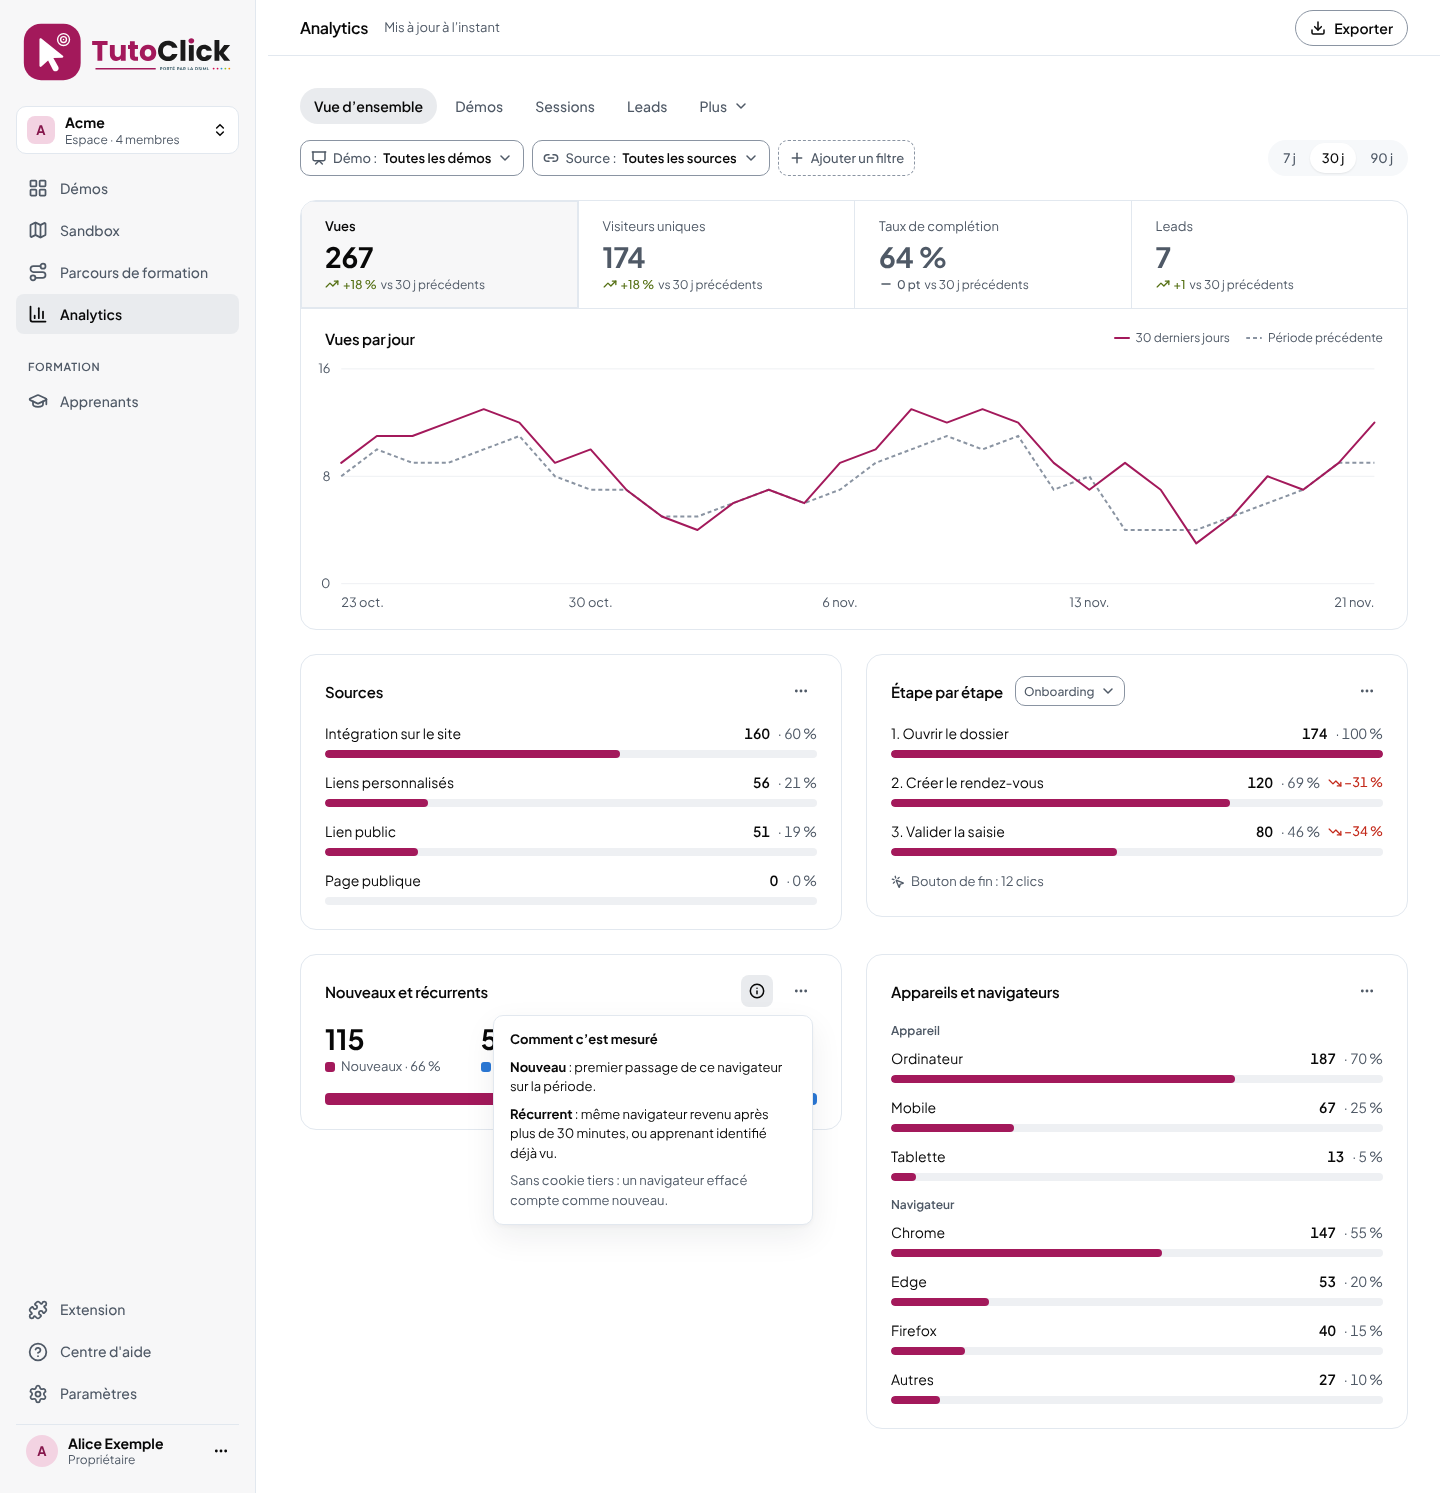 TutoClick
PORTÉ PAR LA DSIML
A
Acme
Espace · 4 membres
Démos
Sandbox
Parcours de formation
Analytics
FORMATION
Apprenants
Extension
Centre d'aide
Paramètres
A
Alice Exemple
Propriétaire
Analytics
Mis à jour à l'instant
Exporter
Vue d’ensemble
Démos
Sessions
Leads
Plus
Démo : Toutes les démos
Source : Toutes les sources
Ajouter un filtre
7 j
30 j
90 j
Vues
267
+18 % vs 30 j précédents
Visiteurs uniques
174
+18 % vs 30 j précédents
Taux de complétion
64 %
0 pt vs 30 j précédents
Leads
7
+1 vs 30 j précédents
Vues par jour
30 derniers jours
Période précédente
16
8
0
23 oct.
30 oct.
6 nov.
13 nov.
21 nov.
Sources
Intégration sur le site
160 · 60 %
Liens personnalisés
56 · 21 %
Lien public
51 · 19 %
Page publique
0 · 0 %
Étape par étape
Onboarding
1. Ouvrir le dossier
174 · 100 %
2. Créer le rendez-vous
120 · 69 % −31 %
3. Valider la saisie
80 · 46 % −34 %
Bouton de fin : 12 clics
Nouveaux et récurrents
115
Nouveaux · 66 %
5
Comment c’est mesuré
Nouveau : premier passage de ce navigateur
sur la période.
Récurrent : même navigateur revenu après
plus de 30 minutes, ou apprenant identifié
déjà vu.
Sans cookie tiers : un navigateur effacé
compte comme nouveau.
Appareils et navigateurs
Appareil
Ordinateur
187 · 70 %
Mobile
67 · 25 %
Tablette
13 · 5 %
Navigateur
Chrome
147 · 55 %
Edge
53 · 20 %
Firefox
40 · 15 %
Autres
27 · 10 %